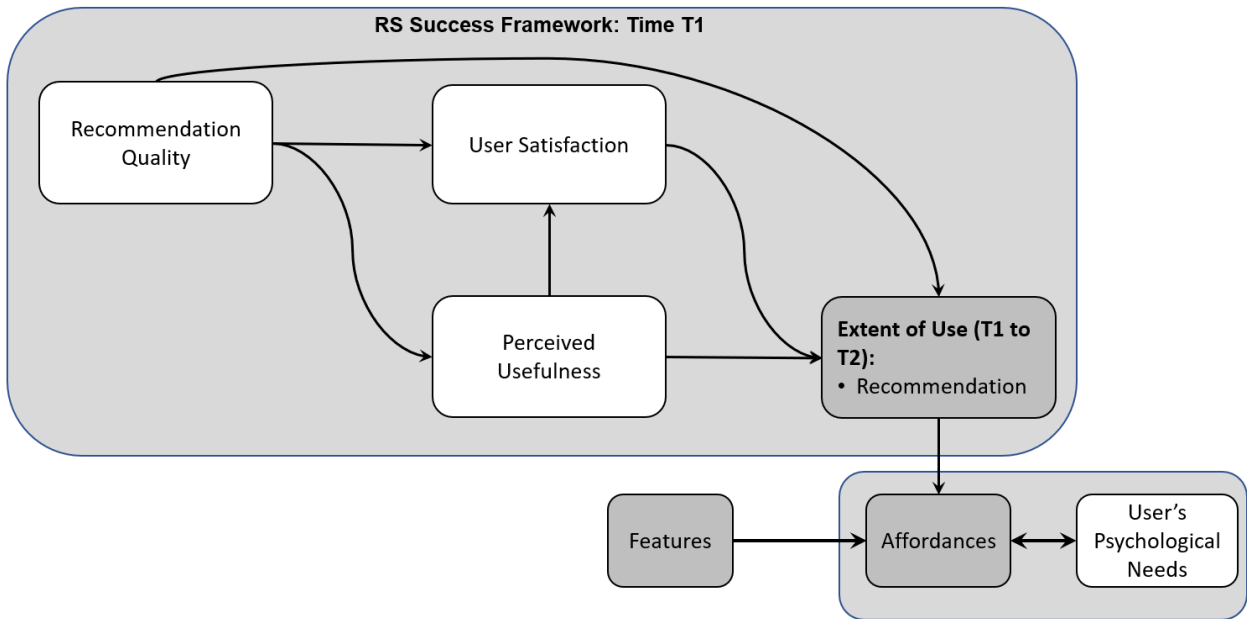 RS Success Framework: Time T1
Recommendation
Quality
User Satisfaction
Perceived
Usefulness
Extent of Use (T1 to
T2):
• Recommendation
Features
Affordances
User’s
Psychological
Needs